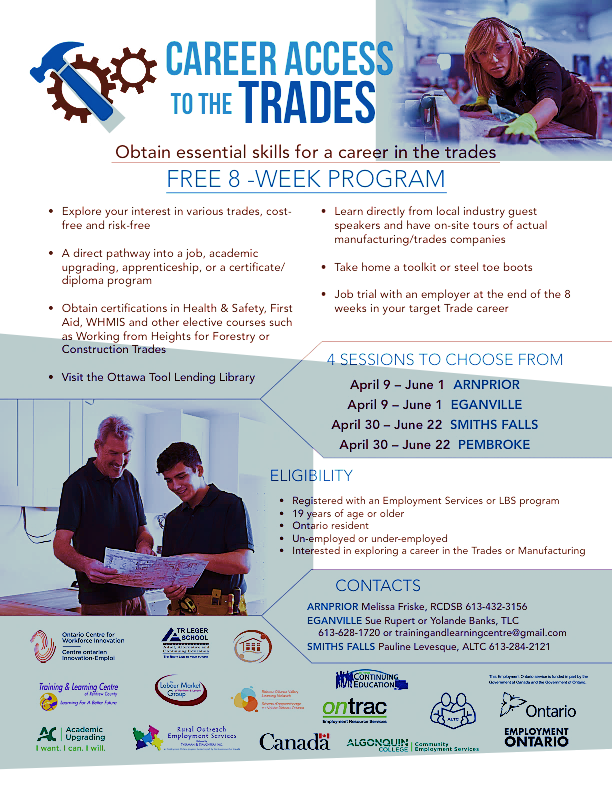 CAREER ACCESS
TO THE TRADES
Obtain essential skills for a career in the trades
FREE 8 -WEEK PROGRAM
• Explore your interest in various trades, cost-
free and risk-free
• A direct pathway into a job, academic
upgrading, apprenticeship, or a certificate/
diploma program
• Obtain certifications in Health & Safety, First
Aid, WHMIS and other elective courses such
as Working from Heights for Forestry or
Construction Trades
• Visit the Ottawa Tool Lending Library
• Learn directly from local industry guest
speakers and have on-site tours of actual
manufacturing/trades companies
• Take home a toolkit or steel toe boots
• Job trial with an employer at the end of the 8
weeks in your target Trade career
4 SESSIONS TO CHOOSE FROM
April 9 – June 1 ARNPRIOR
April 9 – June 1 EGANVILLE
April 30 – June 22 SMITHS FALLS
April 30 – June 22 PEMBROKE
ELIGIBILITY
• Registered with an Employment Services or LBS program
• 19 years of age or older
• Ontario resident
• Un-employed or under-employed
• Interested in exploring a career in the Trades or Manufacturing
CONTACTS
ARNPRIOR Melissa Friske, RCDSB 613-432-3156
EGANVILLE Sue Rupert or Yolande Banks, TLC
613-628-1720 or trainingandlearningcentre@gmail.com
SMITHS FALLS Pauline Levesque, ALTC 613-284-2121
Ontario Centre for
Workforce Innovation
Centre ontarien
Innovation-Emploi
TR LEGER
SCHOOL
Training & Learning Centre
of Renfrew County
Learning For A Better Future
Labour Market
CONTINUING
EDUCATION
ontrac
Employment Resource Services
ALTC
This Employment Ontario service is funded in part by the
Government of Canada and the Government of Ontario.
Ontario
AC Academic
Upgrading
I want. I can. I will.
Rural Outreach
Employment Services
Canada
ALGONQUIN
COLLEGE
Community
Employment Services
EMPLOYMENT
ONTARIO